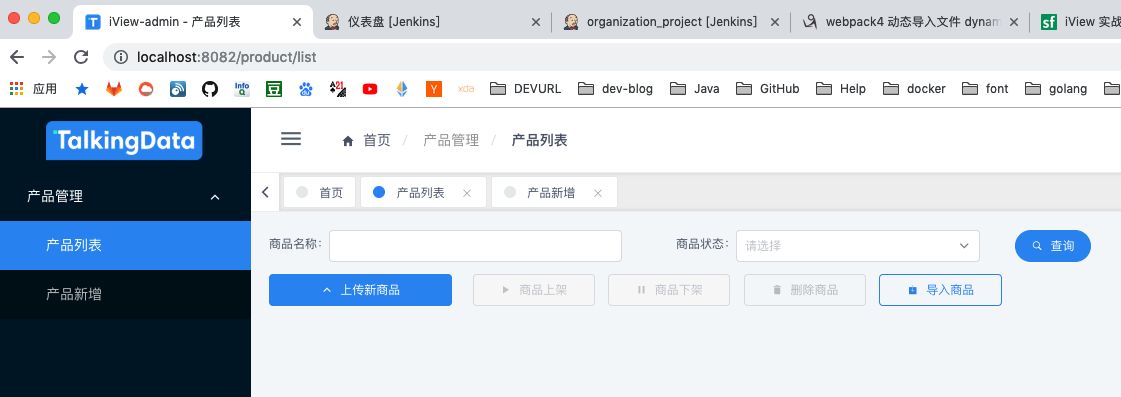 iView-admin - 产品列表
仪表盘 [Jenkins]
organization_project [Jenkins]
webpack4 动态导入文件 dynam
sf
iView 实战
localhost:8082/product/list
应用
Info
Q
豆
A21
Y
xda
DEVURL
dev-blog
Java
GitHub
Help
docker
font
golang
TalkingData
首页 / 产品管理 / 产品列表
产品管理
首页
产品列表
产品新增
产品列表
商品名称:
商品状态:
请选择
查询
产品新增
上传新商品
商品上架
商品下架
删除商品
导入商品